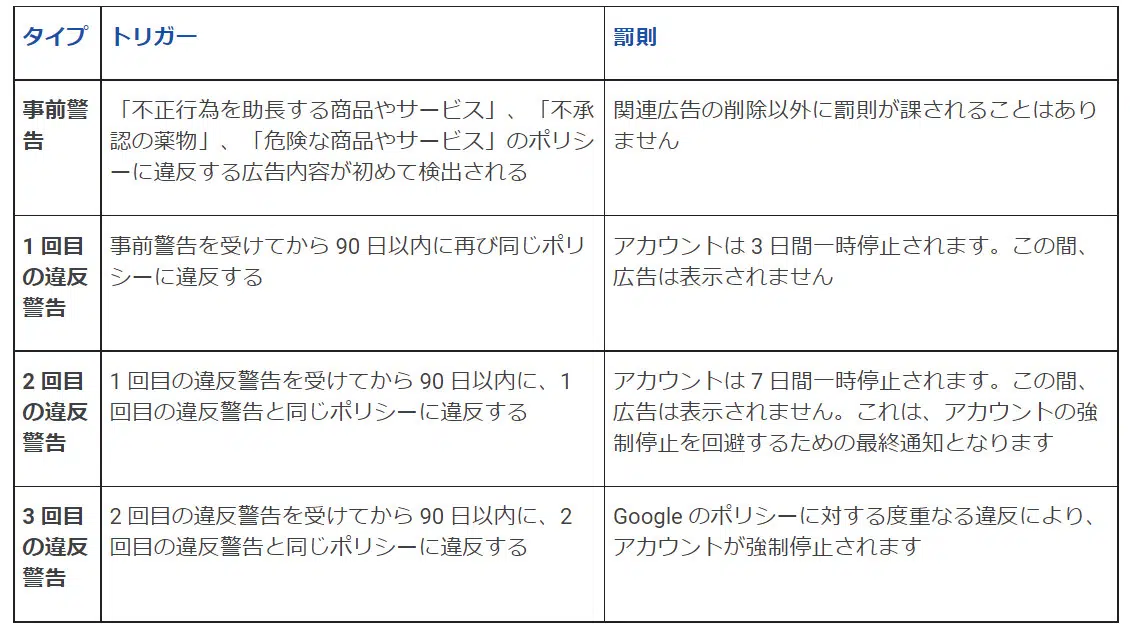 タイプ
トリガー
罰則
事前警
告
「不正行為を助長する商品やサービス」、「不承
認の薬物」、「危険な商品やサービス」のポリシ
ーに違反する広告内容が初めて検出される
関連広告の削除以外に罰則が課されることはあり
ません
1 回目
の違反
警告
事前警告を受けてから 90 日以内に再び同じポリ
シーに違反する
アカウントは 3 日間一時停止されます。この間、
広告は表示されません
2 回目
の違反
警告
1 回目の違反警告を受けてから 90 日以内に、1
回目の違反警告と同じポリシーに違反する
アカウントは 7 日間一時停止されます。この間、
広告は表示されません。これは、アカウントの強
制停止を回避するための最終通知となります
3 回目
の違反
警告
2 回目の違反警告を受けてから 90 日以内に、2
回目の違反警告と同じポリシーに違反する
Google のポリシーに対する度重なる違反により、
アカウントが強制停止されます